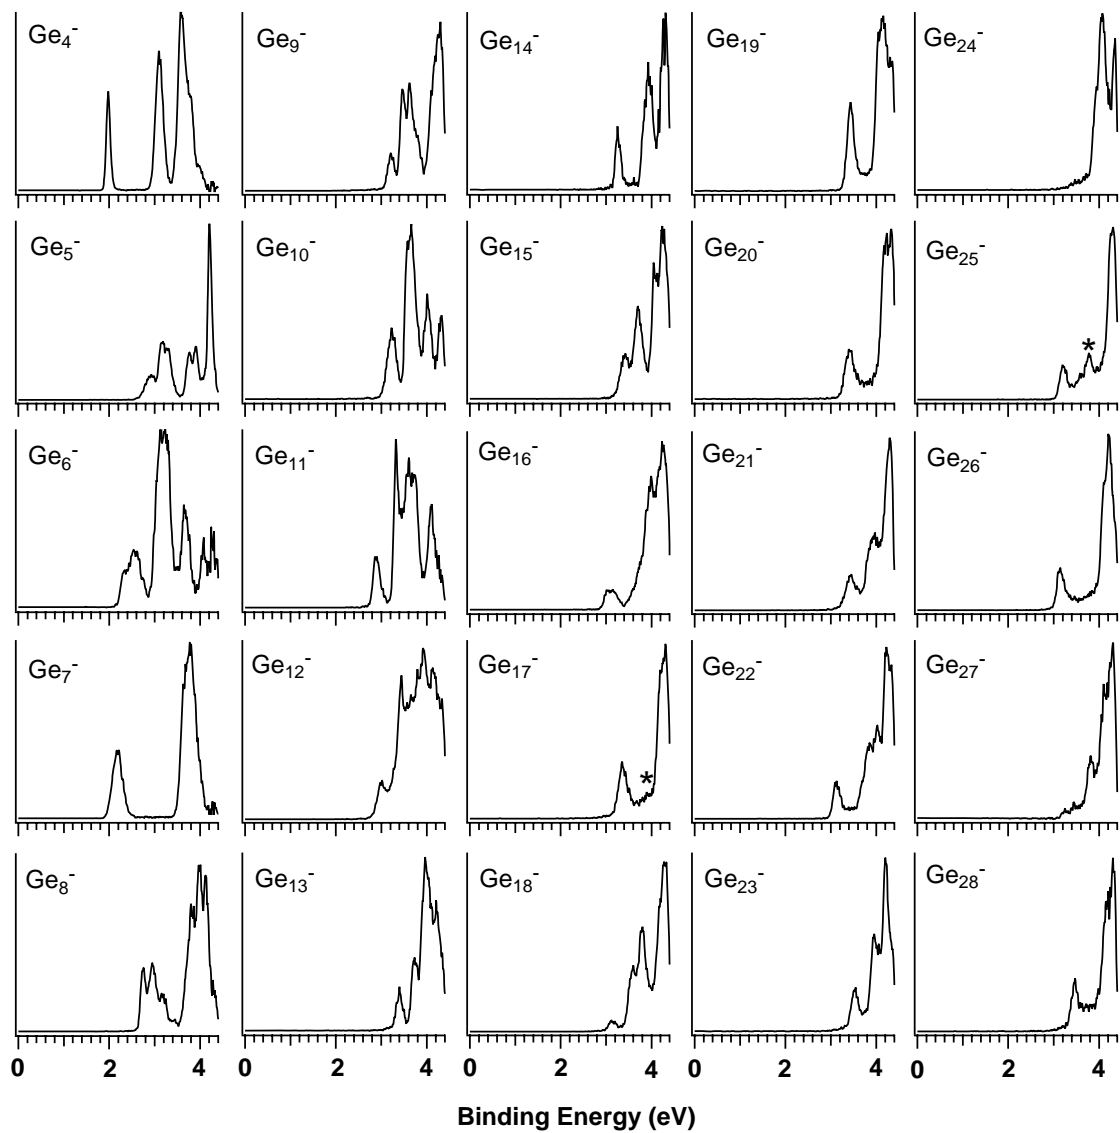 Ge4- Ge9- Ge14- Ge19- Ge24-
Ge5- Ge10- Ge15- Ge20- Ge25-
*
Ge6- Ge11- Ge16- Ge21- Ge26-
Ge7- Ge12- Ge17- Ge22- Ge27-
*
Ge8- Ge13- Ge18- Ge23- Ge28-
0 2 4 0 2 4 0 2 4 0 2 4 0 2 4
Binding Energy (eV)